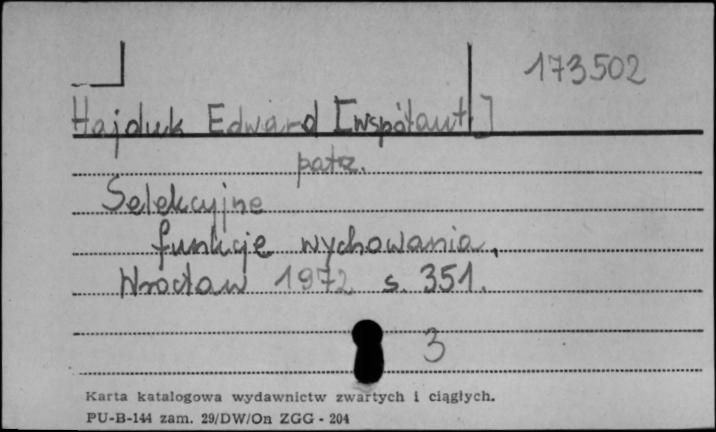 173502
Hajduk Edward [współaut]
patrz.
Selekcyjne
funkcje wychowania.
Wrocław 1972 s. 351.
3
Karta katalogowa wydawnictw zwartych i ciągłych.
PU-B-144 zam. 29/DW/On ZGG - 204